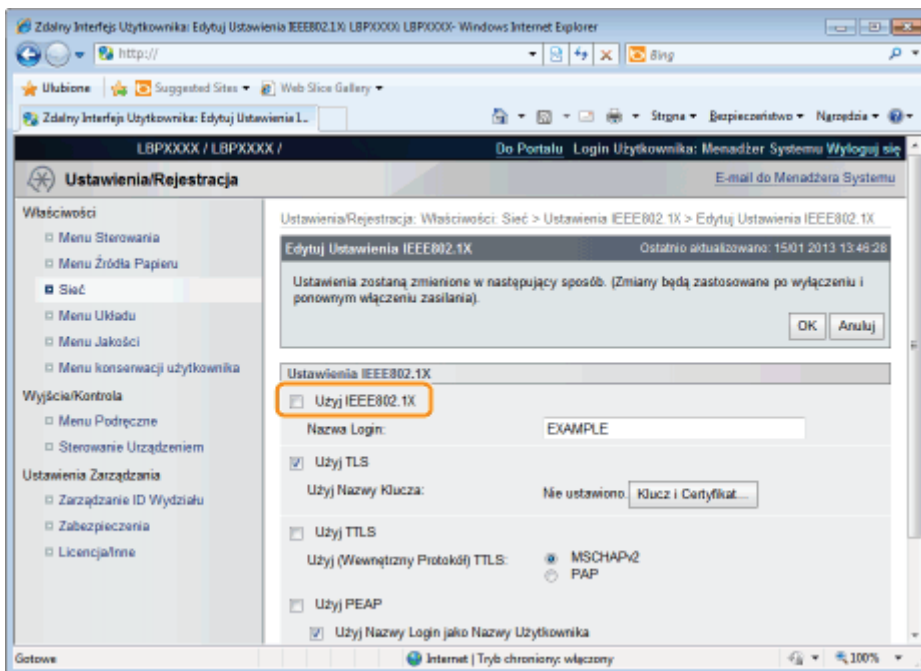 Zdalny Interfejs Użytkownika: Edytuj Ustawienia IEEE802.1X: LBPXXXX: LBPXXXX- Windows Internet Explorer
http://
Bing
Ulubione Suggested Sites Web Slice Gallery
Zdalny Interfejs Użytkownika: Edytuj Ustawienia I...
Strona Bezpieczeństwo Narzędzia
LBPXXXX / LBPXXXX /
Do Portalu Login Użytkownika: Menadżer Systemu Wyloguj się
Ustawienia/Rejestracja
E-mail do Menadżera Systemu
Właściwości
Menu Sterowania
Menu Źródła Papieru
Sieć
Menu Układu
Menu Jakości
Menu konserwacji użytkownika
Wyjście/Kontrola
Menu Podręczne
Sterowanie Urządzeniem
Ustawienia Zarządzania
Zarządzanie ID Wydziału
Zabezpieczenia
Licencja/Inne
Ustawienia/Rejestracja: Właściwości: Sieć > Ustawienia IEEE802.1X > Edytuj Ustawienia IEEE802.1X
Edytuj Ustawienia IEEE802.1X
Ostatnio aktualizowano: 15/01 2013 13:46:28
Ustawienia zostaną zmienione w następujący sposób. (Zmiany będą zastosowane po wyłączeniu i
ponownym włączeniu zasilania).
OK Anuluj
Ustawienia IEEE802.1X
Użyj IEEE802.1X
Nazwa Login: EXAMPLE
Użyj TLS
Użyj Nazwy Klucza: Nie ustawiono. Klucz i Certyfikat...
Użyj TTLS
Użyj (Wewnętrzny Protokół) TTLS: MSCHAPv2
PAP
Użyj PEAP
Użyj Nazwy Login jako Nazwy Użytkownika
Gotowe
Internet | Tryb chroniony: włączony
100%